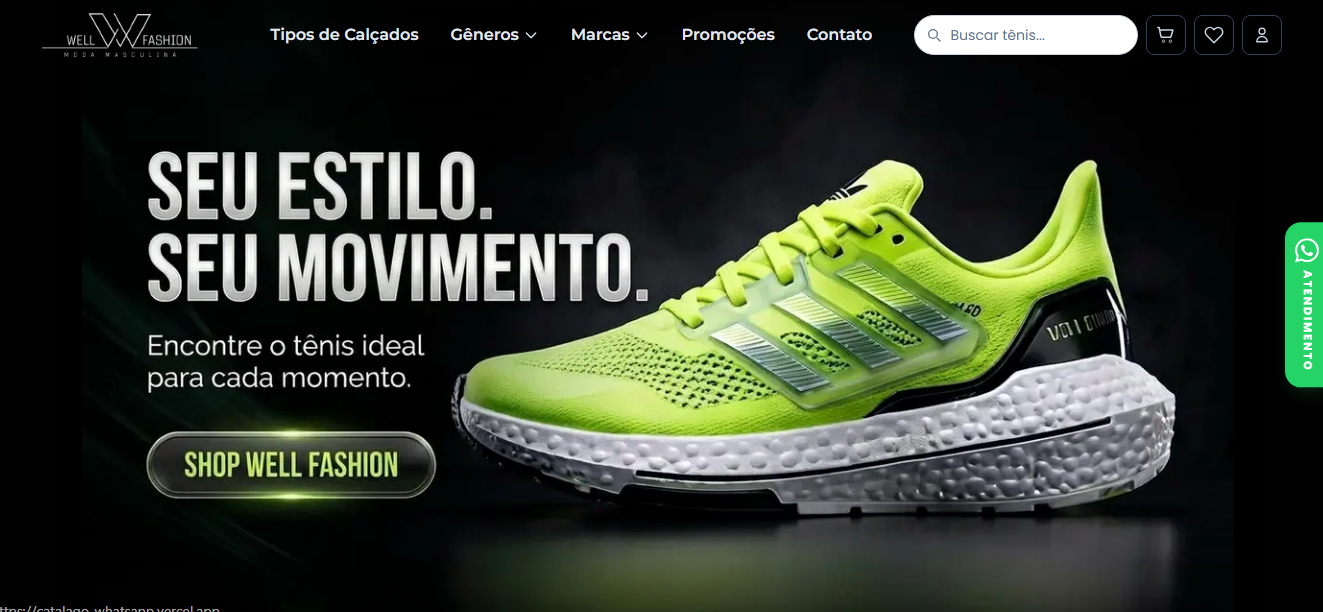 WELL FASHION
MODA MASCULINA
Tipos de Calçados
Gêneros
Marcas
Promoções
Contato
Buscar tênis...
SEU ESTILO.
SEU MOVIMENTO.
Encontre o tênis ideal
para cada momento.
SHOP WELL FASHION
ATENDIMENTO